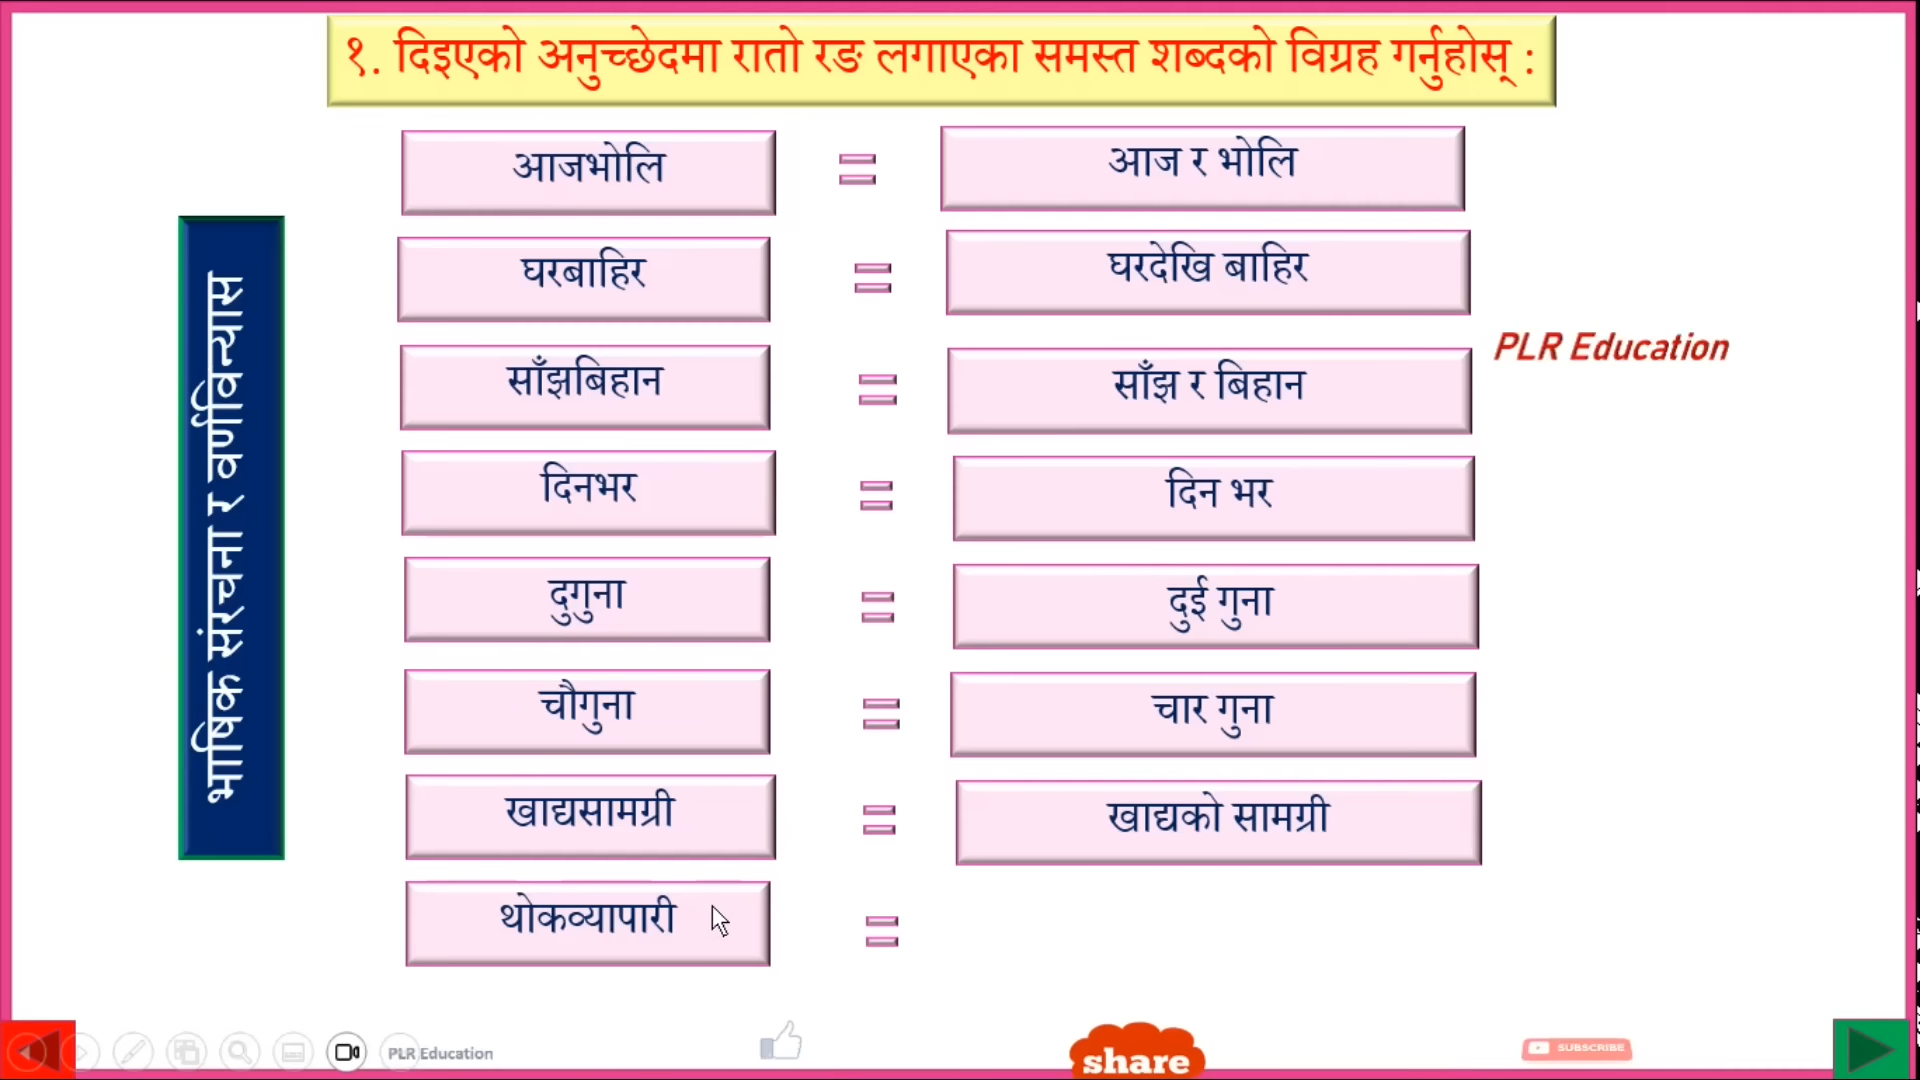 १. दिइएको अनुच्छेदमा रातो रङ लगाएका समस्त शब्दको विग्रह गर्नुहोस् :
भाषिक संरचना र वर्णविन्यास
आजभोलि = आज र भोलि
घरबाहिर = घरदेखि बाहिर
साँझबिहान = साँझ र बिहान
दिनभर = दिन भर
दुगुना = दुई गुना
चौगुना = चार गुना
खाद्यसामग्री = खाद्यको सामग्री
थोकव्यापारी =
PLR Education
PLR Education
share
SUBSCRIBE